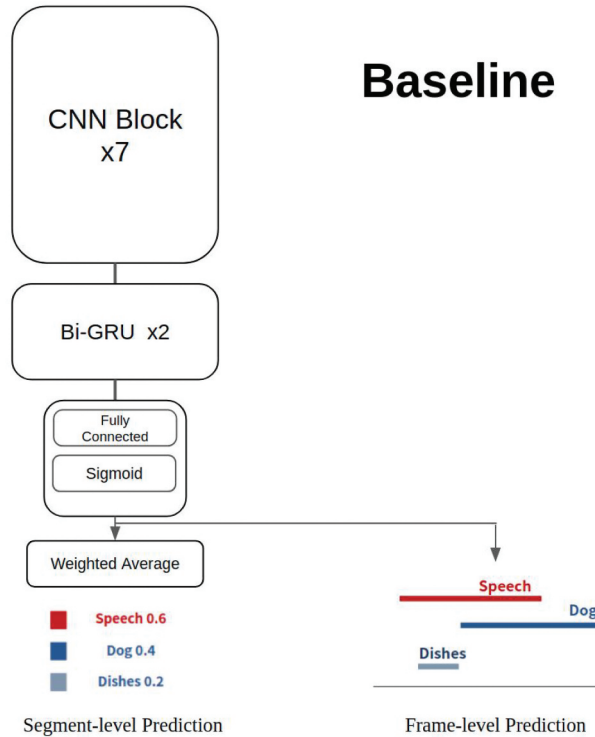 Baseline
CNN Block
x7
Bi-GRU x2
Fully
Connected
Sigmoid
Weighted Average
Speech 0.6
Dog 0.4
Dishes 0.2
Segment-level Prediction
Speech
Dog
Dishes
Frame-level Prediction